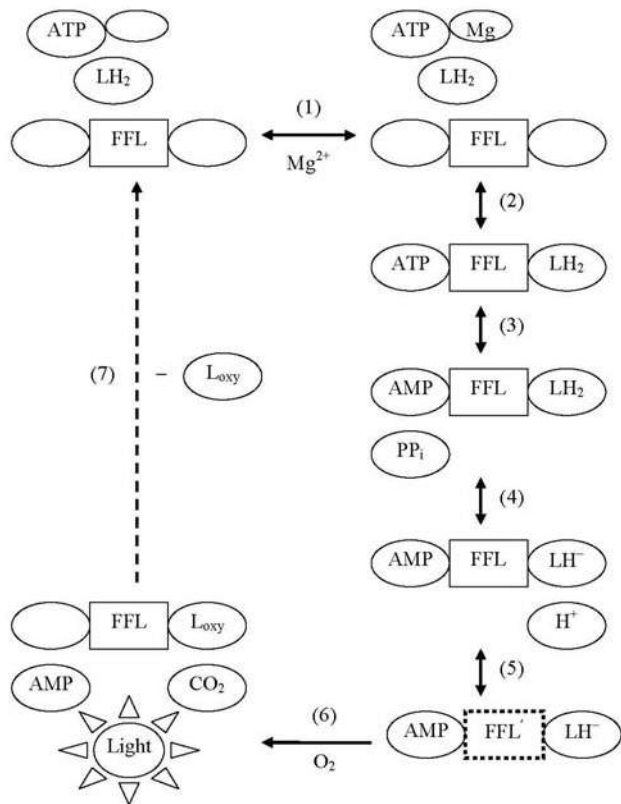 ATP
LH₂
FFL
(1)
Mg²⁺
ATP Mg
LH₂
FFL
(2)
ATP FFL LH₂
(3)
AMP FFL LH₂
PPᵢ
(4)
AMP FFL LH⁻
H⁺
(5)
AMP FFL′ LH⁻
(6)
O₂
FFL Lₒₓy
AMP CO₂
Light
(7) – Lₒₓy